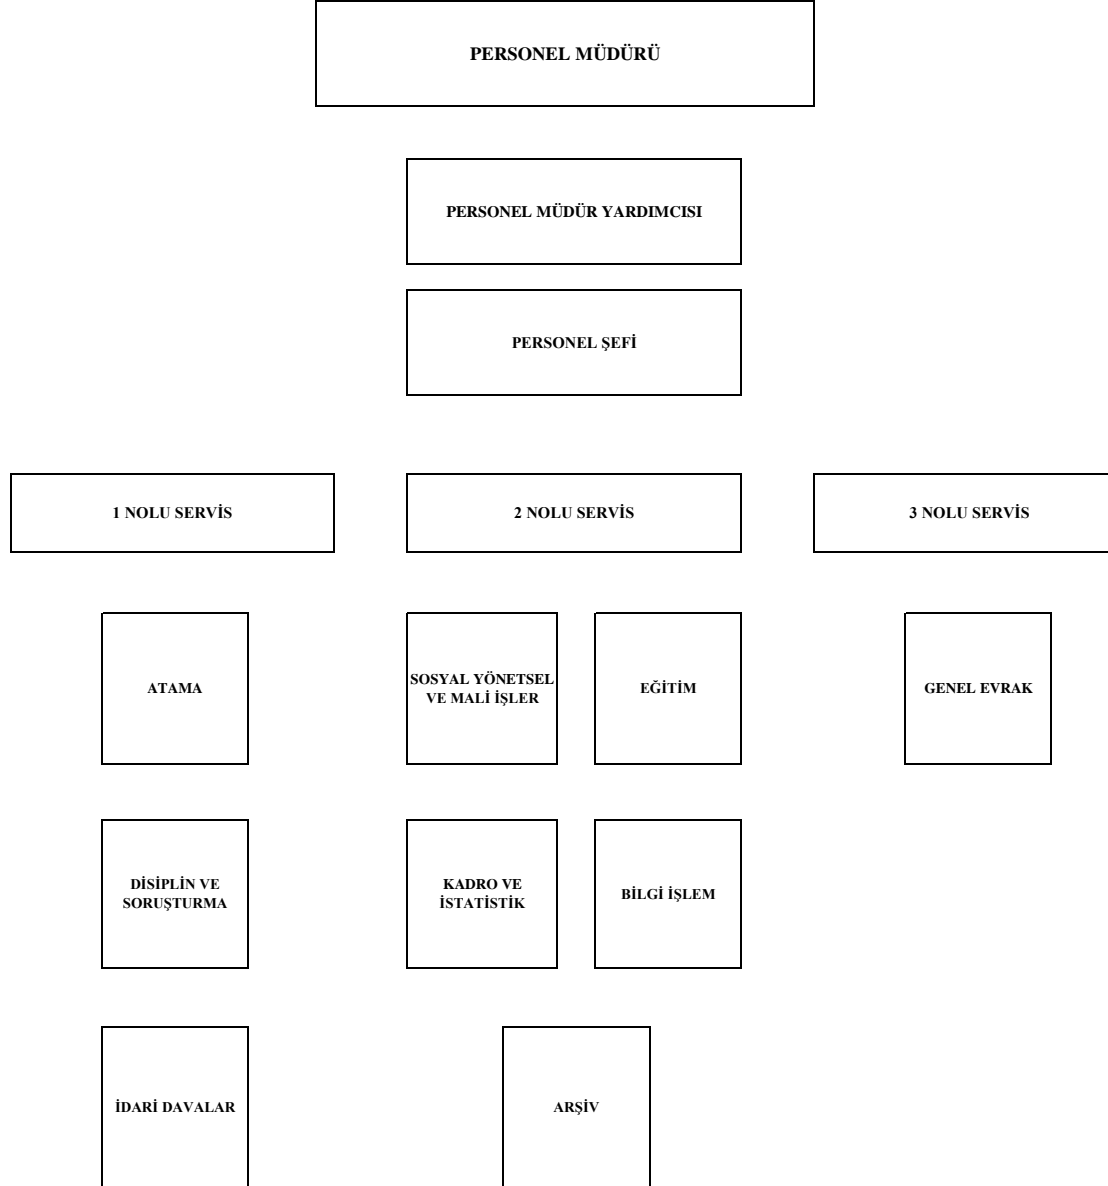 PERSONEL MÜDÜRÜ
PERSONEL MÜDÜR YARDIMCISI
PERSONEL ŞEFİ
1 NOLU SERVİS
2 NOLU SERVİS
3 NOLU SERVİS
ATAMA
SOSYAL YÖNETSEL
VE MALİ İŞLER
EĞİTİM
GENEL EVRAK
DİSİPLİN VE
SORUŞTURMA
KADRO VE
İSTATİSTİK
BİLGİ İŞLEM
İDARİ DAVALAR
ARŞİV